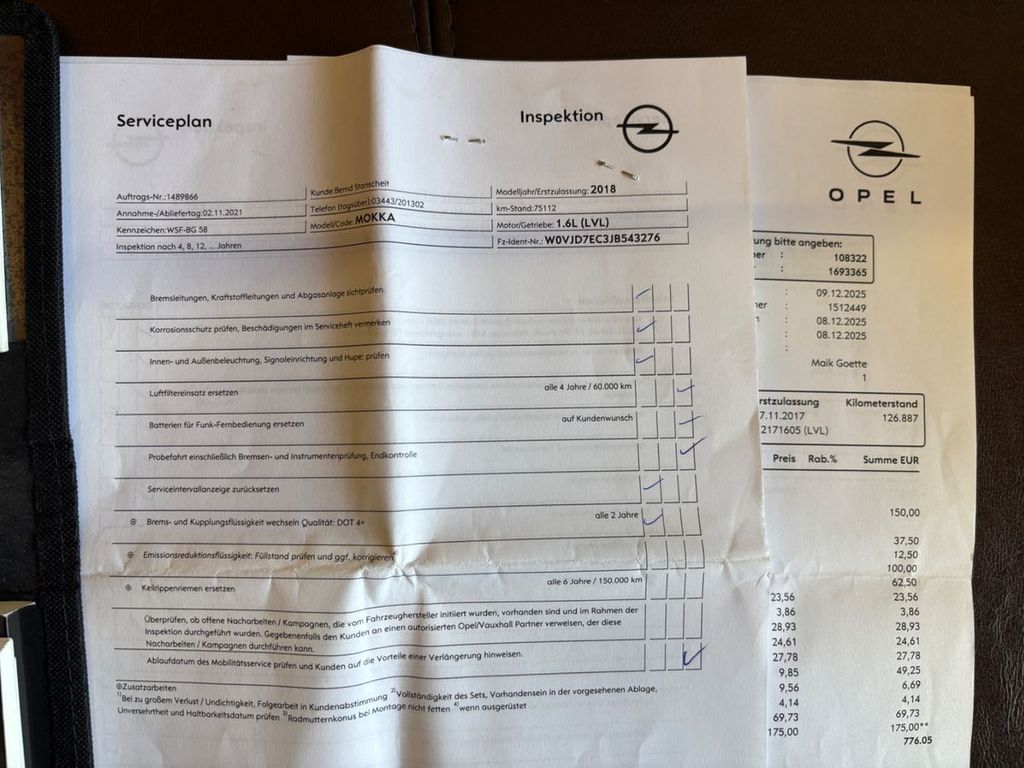 Serviceplan
Inspektion
Auftrags-Nr.:1489866
Kunde:Bernd Stanscheit
Modelljahr/Erstzulassung: 2018
Annahme-/Abliefertag:02.11.2021
Telefon (tagsüber):03443/201302
km-Stand:75112
Kennzeichen:WSF-BG 58
Modell/Code: MOKKA
Motor/Getriebe: 1.6L (LVL)
Inspektion nach 4, 8, 12, ... Jahren
Fz-Ident-Nr.: W0VJD7EC3JB543276
Bremsleitungen, Kraftstoffleitungen und Abgasanlage sichtprüfen
Korrosionsschutz prüfen, Beschädigungen im Serviceheft vermerken
Innen- und Außenbeleuchtung, Signaleinrichtung und Hupe: prüfen
Luftfiltereinsatz ersetzen alle 4 Jahre / 60.000 km
Batterien für Funk-Fernbedienung ersetzen auf Kundenwunsch
Probefahrt einschließlich Bremsen- und Instrumentenprüfung, Endkontrolle
Serviceintervallanzeige zurücksetzen
⊕ Brems- und Kupplungsflüssigkeit wechseln Qualität: DOT 4+ alle 2 Jahre
⊕ Emissionsreduktionsflüssigkeit: Füllstand prüfen und ggf. korrigieren4)
⊕ Keilrippenriemen ersetzen alle 6 Jahre / 150.000 km
Überprüfen, ob offene Nacharbeiten / Kampagnen, die vom Fahrzeughersteller initiiert wurden, vorhanden sind und im Rahmen der
Inspektion durchgeführt wurden. Gegebenenfalls den Kunden an einen autorisierten Opel/Vauxhall Partner verweisen, der diese
Nacharbeiten / Kampagnen durchführen kann.
Ablaufdatum des Mobilitätsservice prüfen und Kunden auf die Vorteile einer Verlängerung hinweisen.
⊕Zusatzarbeiten
1)Bei zu großem Verlust / Undichtigkeit, Folgearbeit in Kundenabstimmung 2)Vollständigkeit des Sets, Vorhandensein in der vorgesehenen Ablage,
Unversehrtheit und Haltbarkeitsdatum prüfen 3)Radmutternkonus bei Montage nicht fetten 4)wenn ausgerüstet
OPEL
ung bitte angeben:
er : 108322
: 1693365
: 09.12.2025
er : 1512449
: 08.12.2025
: 08.12.2025
:
Maik Goette
1
rstzulassung Kilometerstand
7.11.2017 126.887
2171605 (LVL)
Preis Rab.% Summe EUR
150,00
37,50
12,50
100,00
62,50
23,56 23,56
3,86 3,86
28,93 28,93
24,61 24,61
27,78 27,78
9,85 49,25
9,56 6,69
4,14 4,14
69,73 69,73
175,00 175,00**
776.05